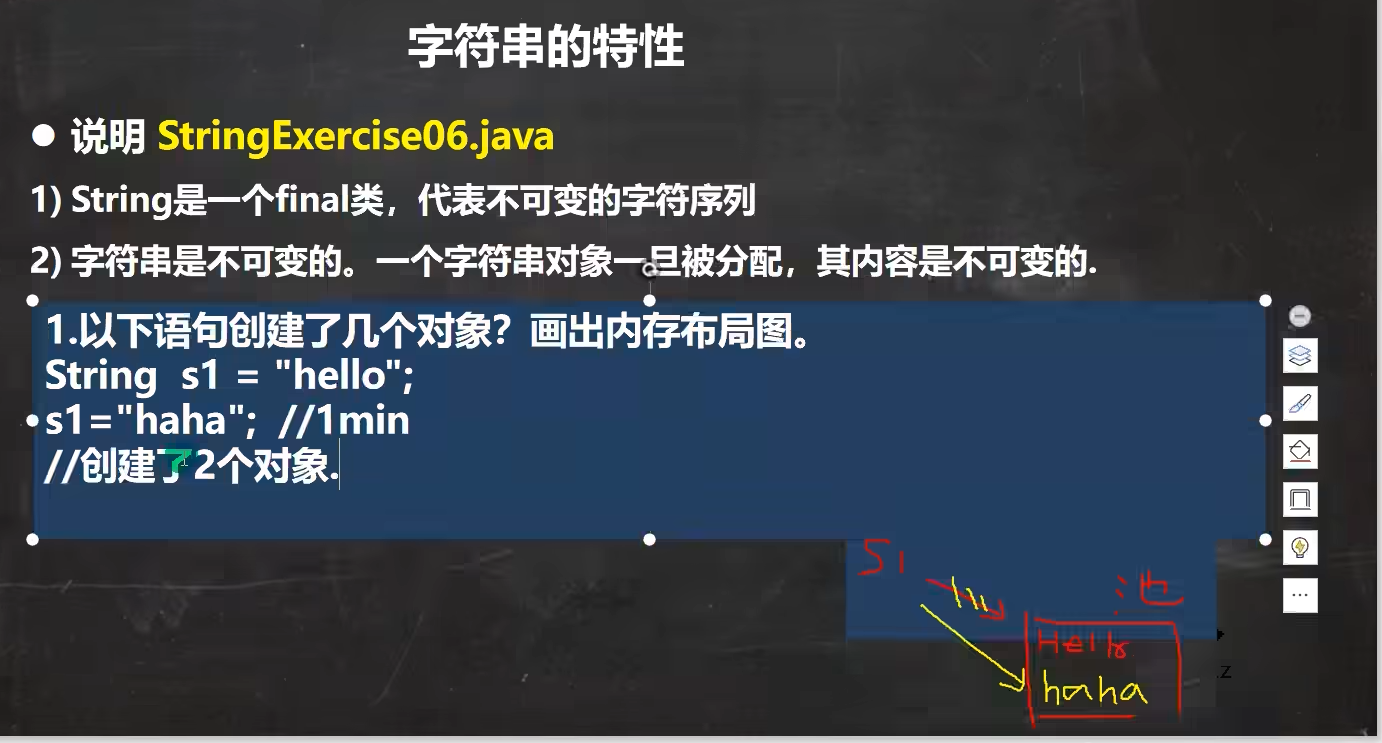 字符串的特性
● 说明 StringExercise06.java
1) String是一个final类，代表不可变的字符序列
2) 字符串是不可变的。一个字符串对象一旦被分配，其内容是不可变的.
1.以下语句创建了几个对象？画出内存布局图。
String s1 = "hello";
s1="haha"; //1min
//创建了2个对象.
S1
池
Hello
haha
.z